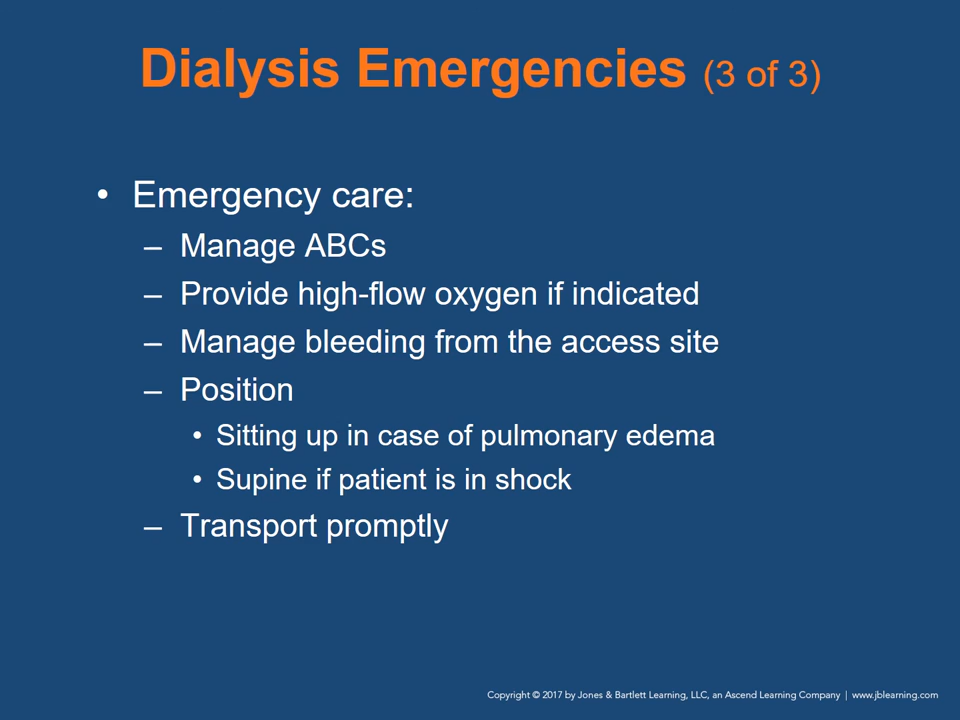 Dialysis Emergencies (3 of 3)
• Emergency care:
– Manage ABCs
– Provide high-flow oxygen if indicated
– Manage bleeding from the access site
– Position
• Sitting up in case of pulmonary edema
• Supine if patient is in shock
– Transport promptly
Copyright © 2017 by Jones & Bartlett Learning, LLC, an Ascend Learning Company | www.jblearning.com